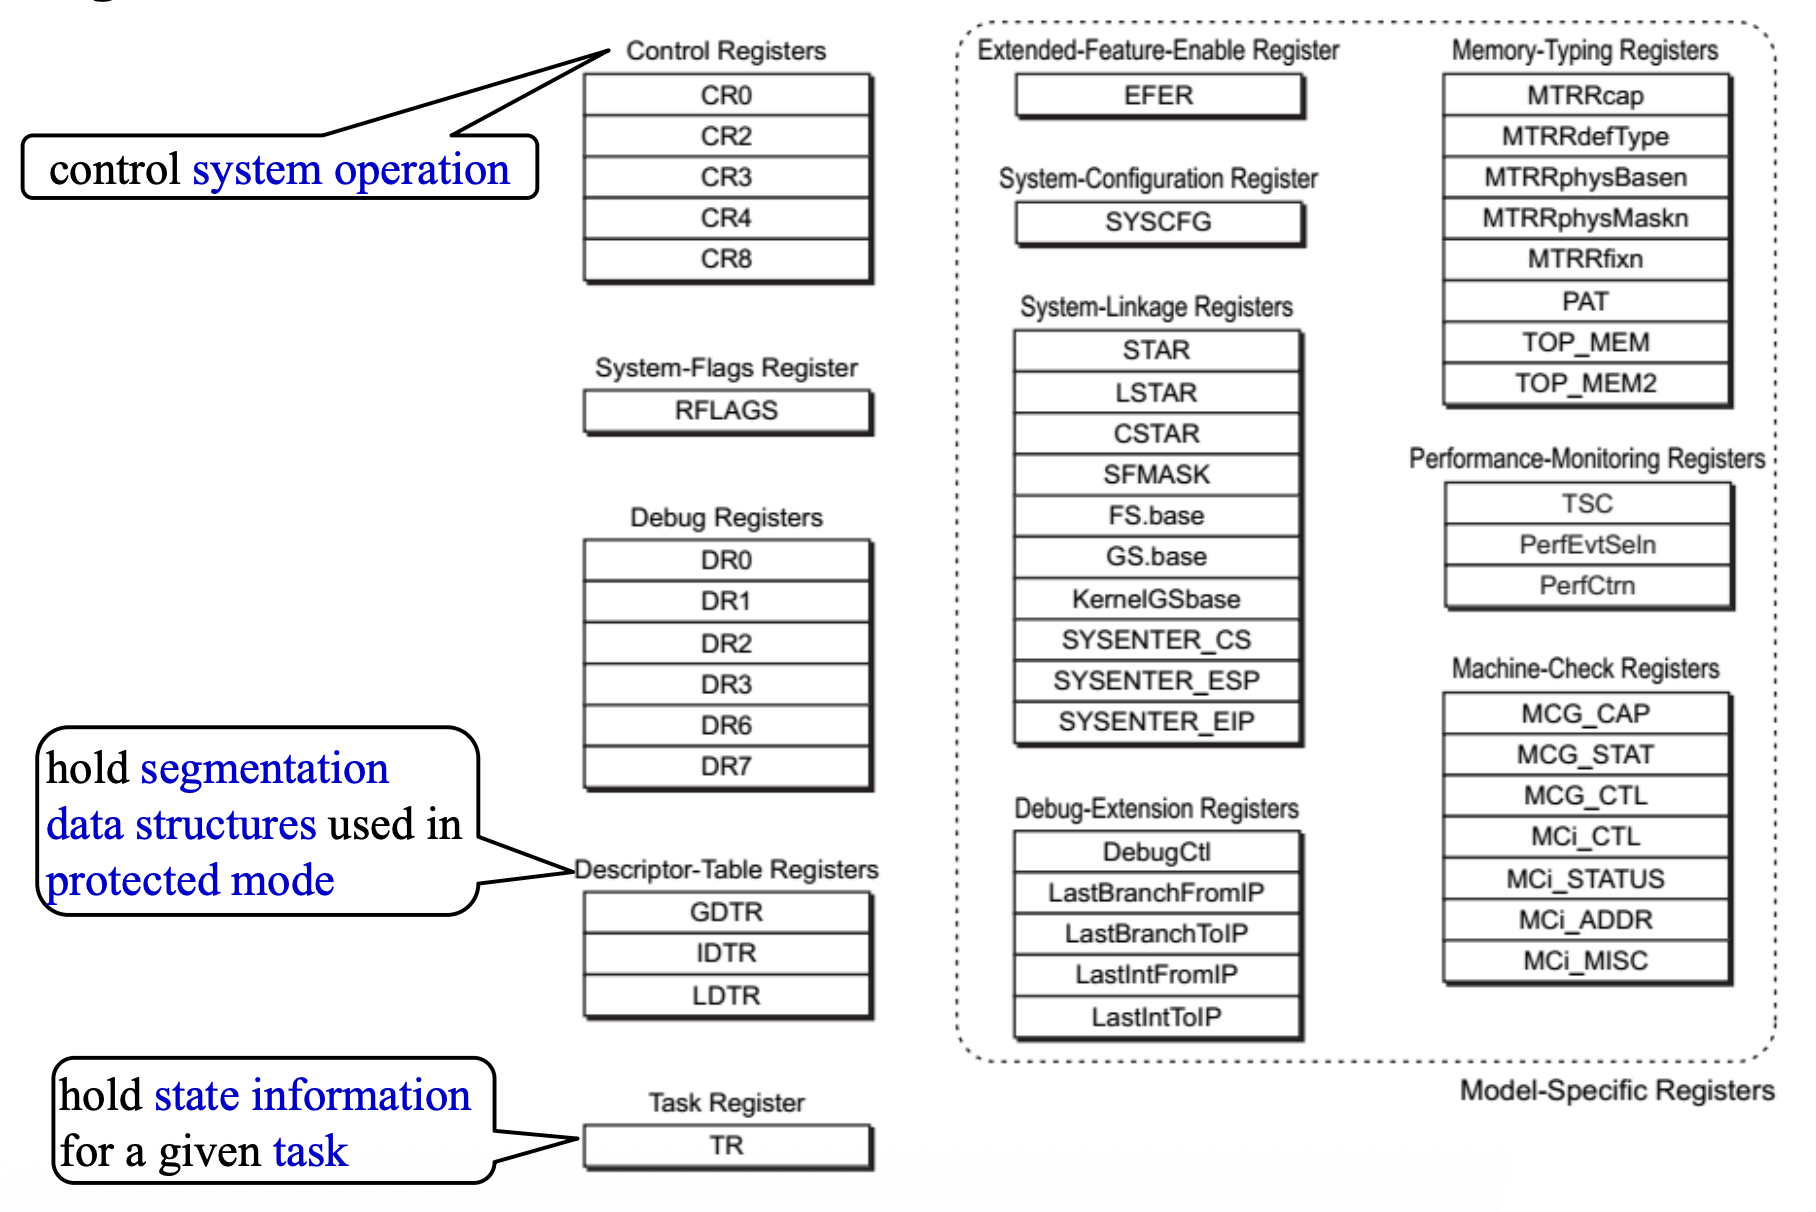 Control Registers
CR0
CR2
CR3
CR4
CR8
control system operation
System-Flags Register
RFLAGS
Debug Registers
DR0
DR1
DR2
DR3
DR6
DR7
hold segmentation
data structures used in
protected mode
Descriptor-Table Registers
GDTR
IDTR
LDTR
hold state information
for a given task
Task Register
TR
Extended-Feature-Enable Register
EFER
System-Configuration Register
SYSCFG
System-Linkage Registers
STAR
LSTAR
CSTAR
SFMASK
FS.base
GS.base
KernelGSbase
SYSENTER_CS
SYSENTER_ESP
SYSENTER_EIP
Debug-Extension Registers
DebugCtl
LastBranchFromIP
LastBranchToIP
LastIntFromIP
LastIntToIP
Memory-Typing Registers
MTRRcap
MTRRdefType
MTRRphysBasen
MTRRphysMaskn
MTRRfixn
PAT
TOP_MEM
TOP_MEM2
Performance-Monitoring Registers
TSC
PerfEvtSeln
PerfCtrn
Machine-Check Registers
MCG_CAP
MCG_STAT
MCG_CTL
MCi_CTL
MCi_STATUS
MCi_ADDR
MCi_MISC
Model-Specific Registers